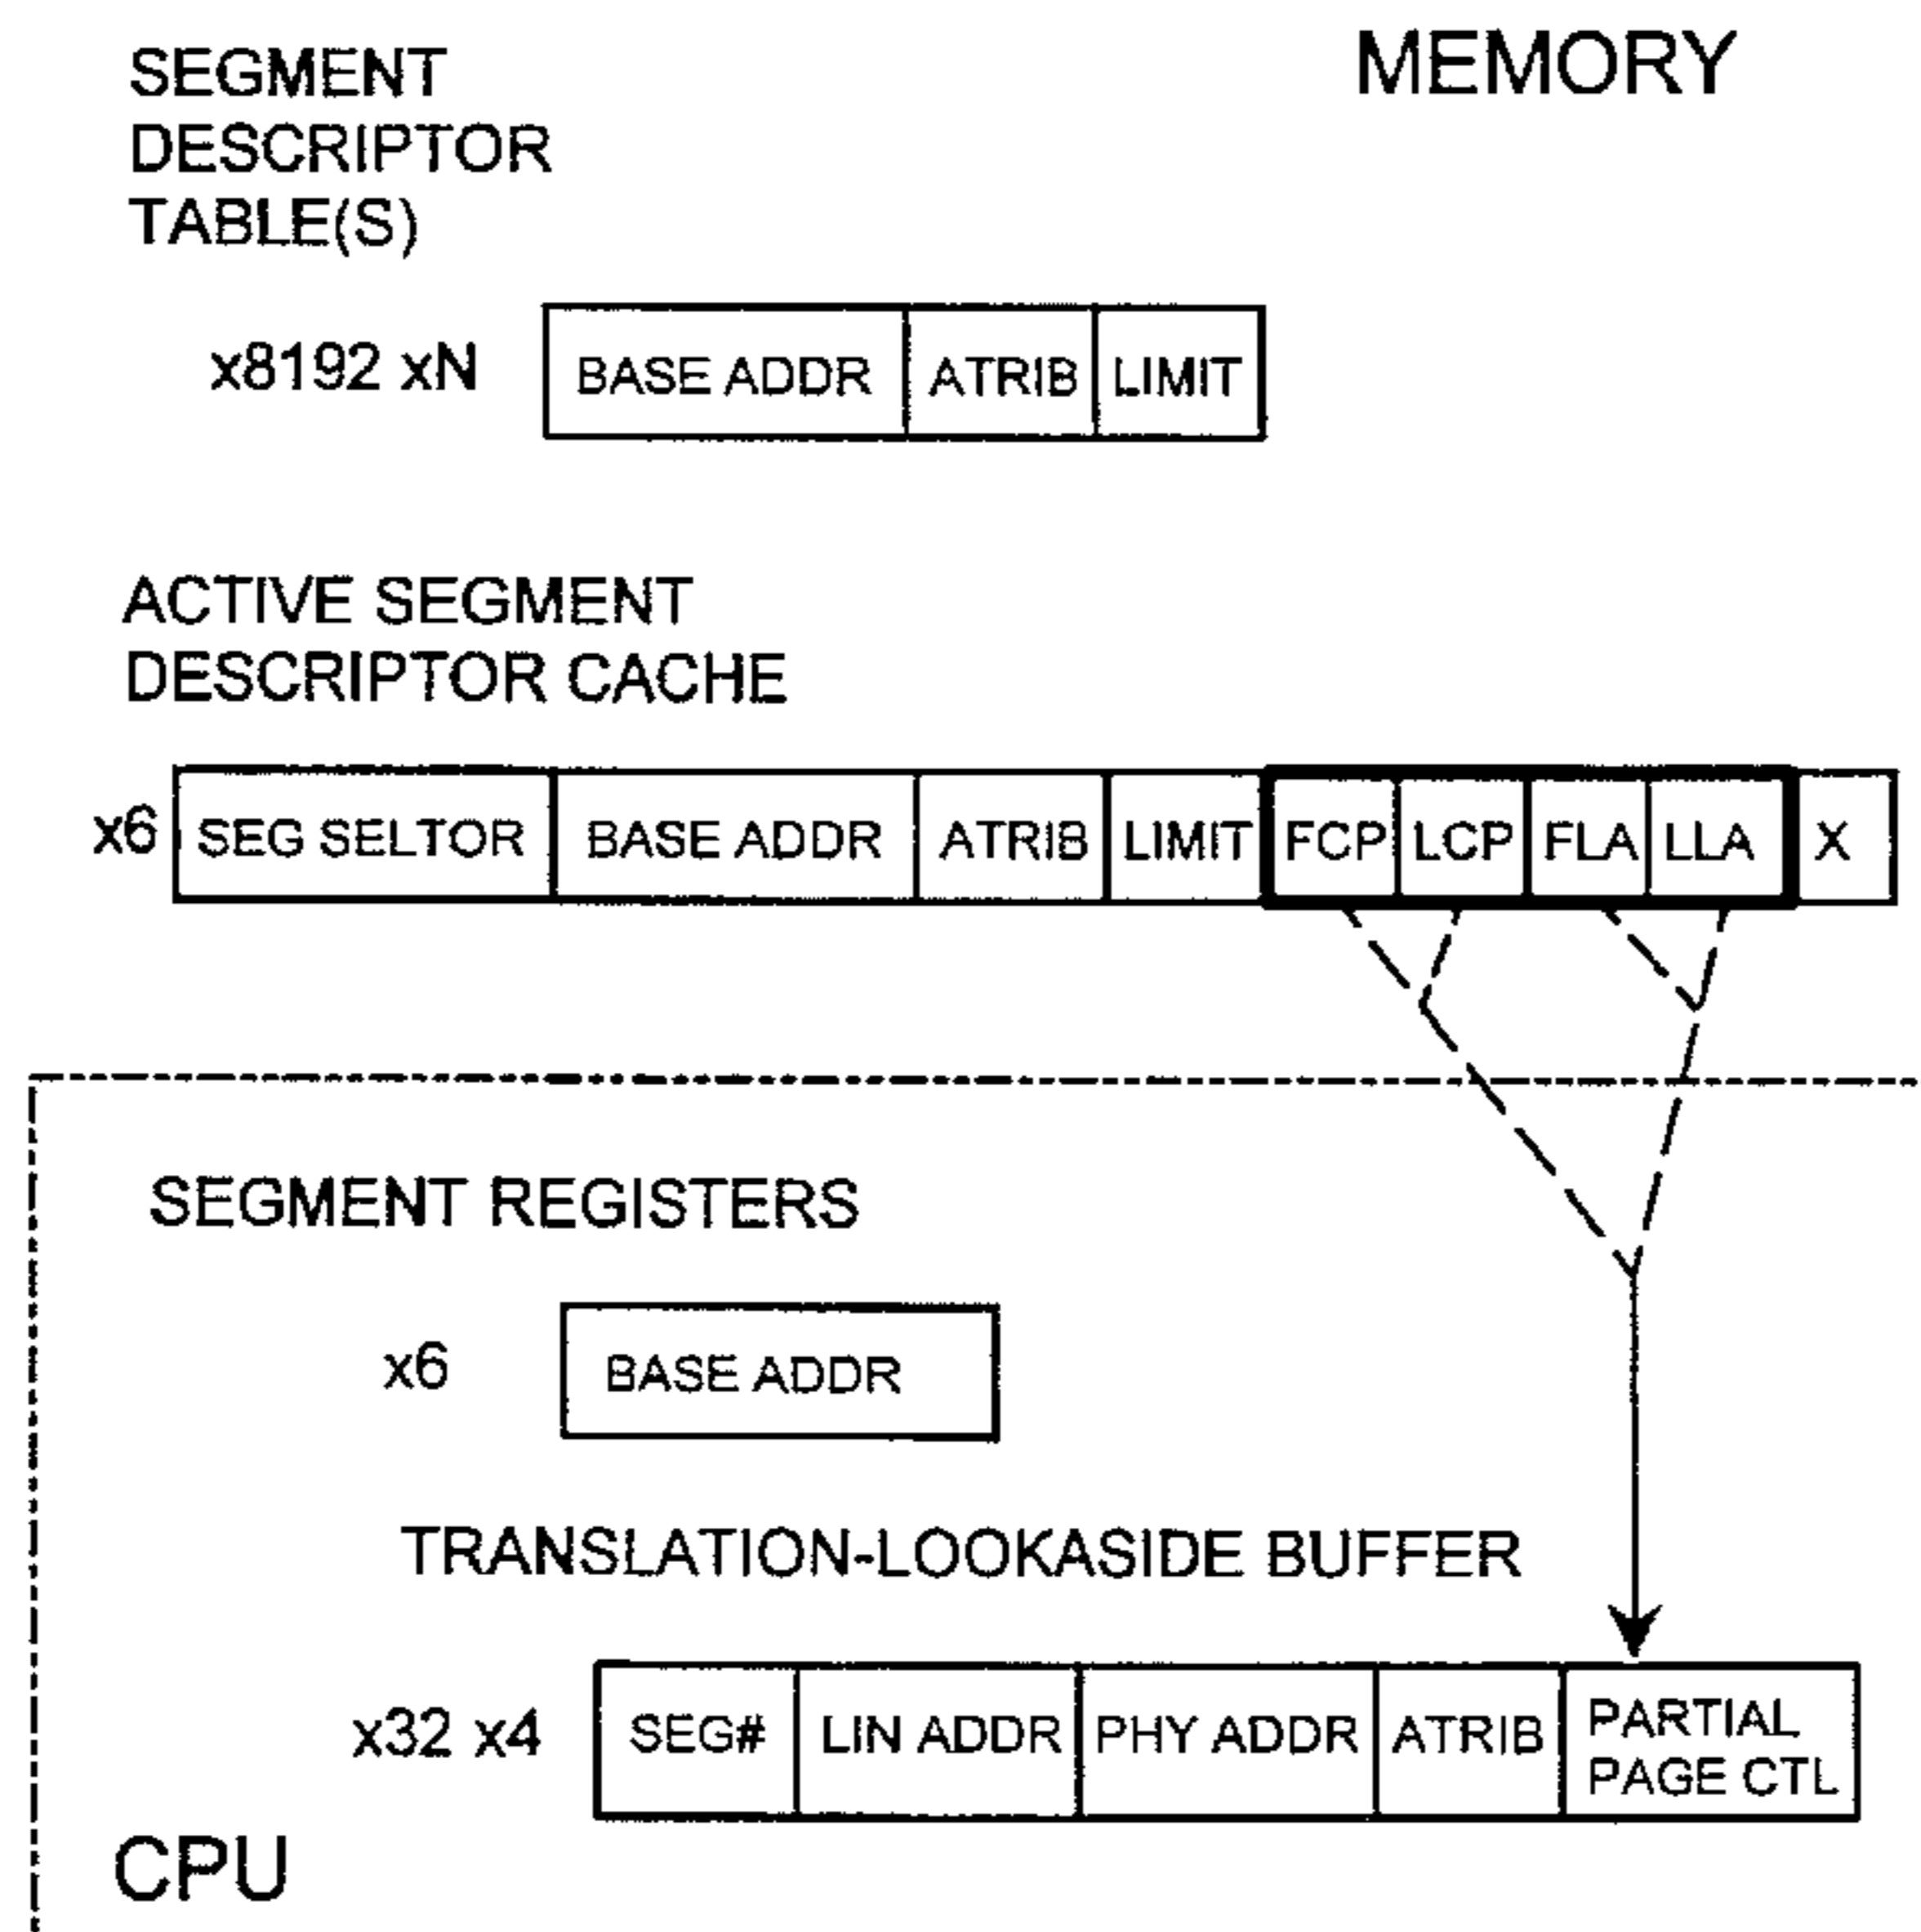 SEGMENT
DESCRIPTOR
TABLE(S)
MEMORY
x8192 xN BASE ADDR ATRIB LIMIT
ACTIVE SEGMENT
DESCRIPTOR CACHE
x6 SEG SELTOR BASE ADDR ATRIB LIMIT FCP LCP FLA LLA X
SEGMENT REGISTERS
x6 BASE ADDR
TRANSLATION-LOOKASIDE BUFFER
x32 x4 SEG# LIN ADDR PHY ADDR ATRIB PARTIAL
PAGE CTL
CPU